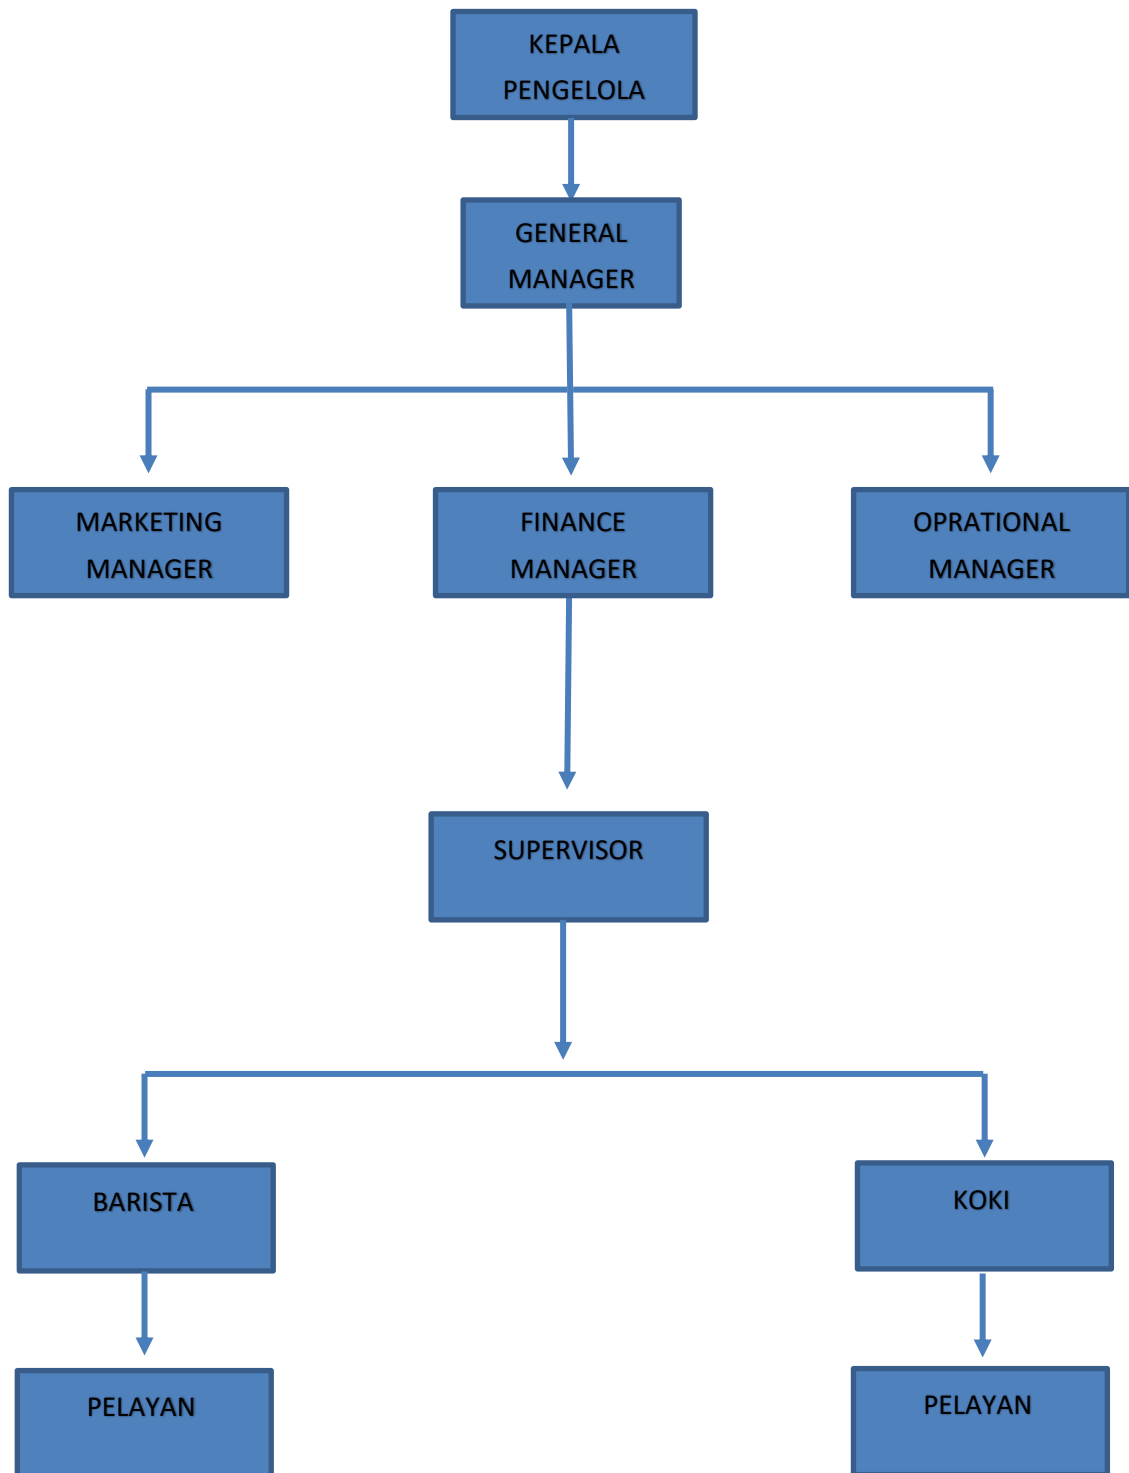 KEPALA
PENGELOLA
GENERAL
MANAGER
MARKETING
MANAGER
FINANCE
MANAGER
OPRATIONAL
MANAGER
SUPERVISOR
BARISTA
KOKI
PELAYAN
PELAYAN